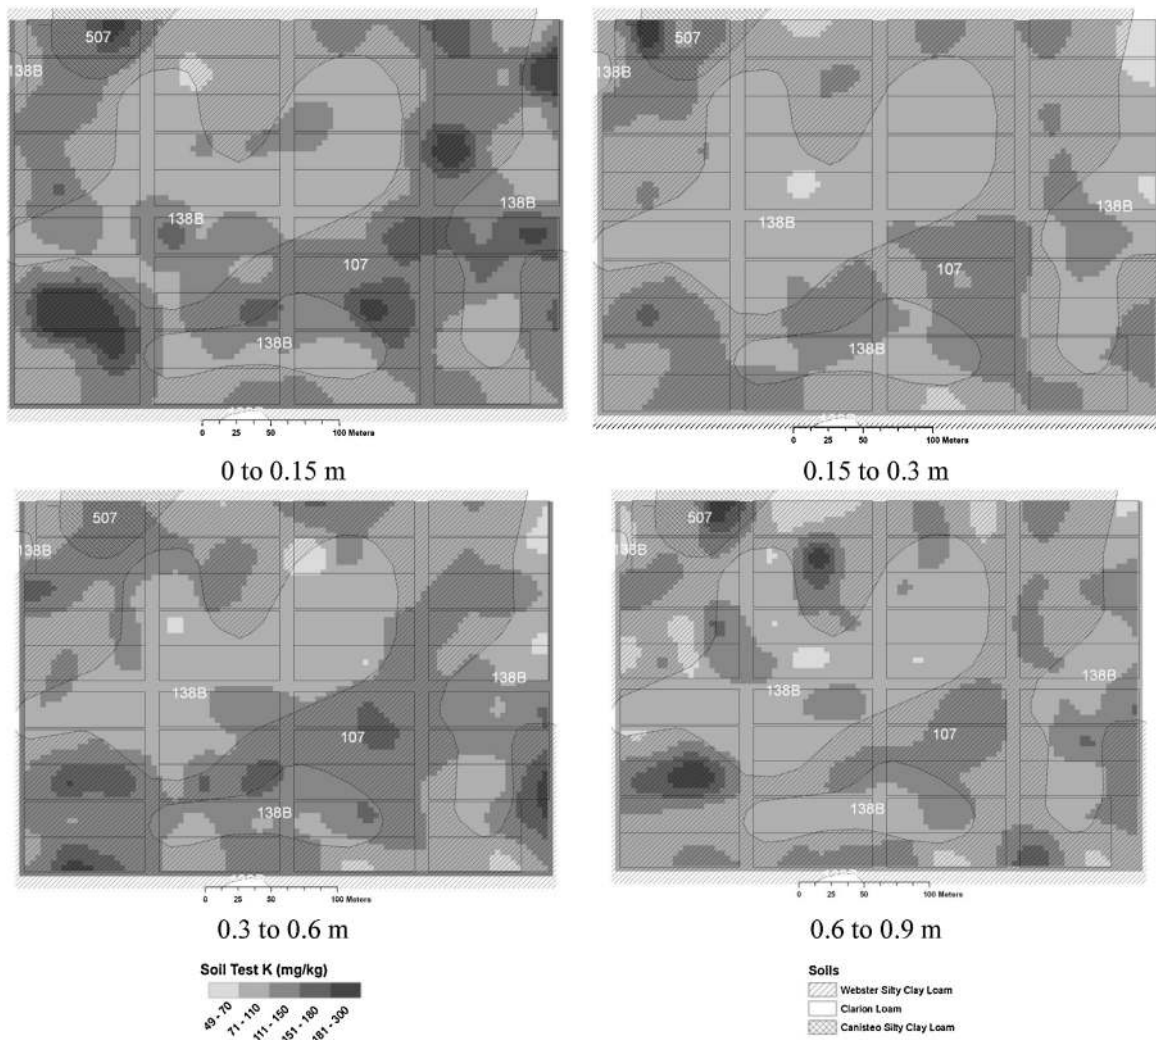 507
138B
138B
138B
107
138B
0 25 50 100 Meters
0 to 0.15 m
507
138B
138B
138B
107
138B
0 25 50 100 Meters
0.15 to 0.3 m
507
138B
138B
138B
107
138B
0 25 50 100 Meters
0.3 to 0.6 m
507
138B
138B
138B
107
138B
0 25 50 100 Meters
0.6 to 0.9 m
Soil Test K (mg/kg)
49 - 70
71 - 110
111 - 150
151 - 180
181 - 300
Soils
Webster Silty Clay Loam
Clarion Loam
Canisteo Silty Clay Loam